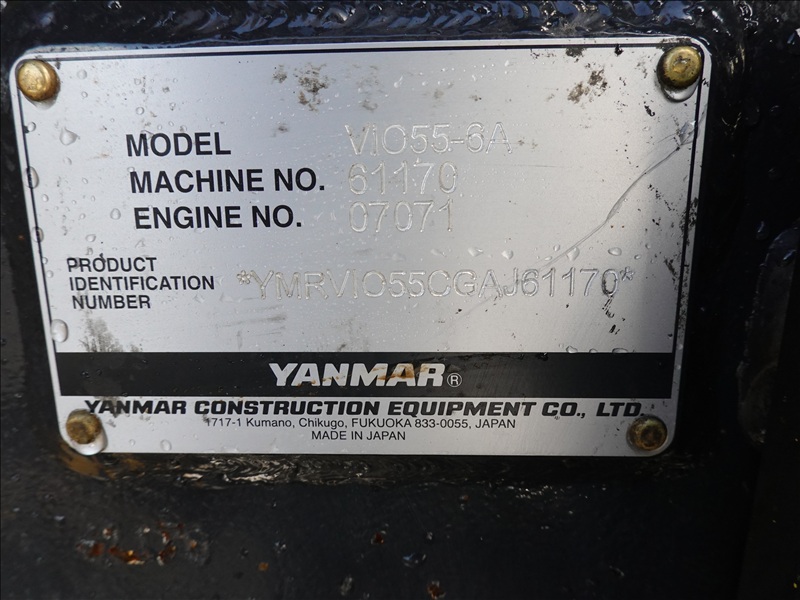 MODEL VIO55-6A
MACHINE NO. 61170
ENGINE NO. 07071
PRODUCT
IDENTIFICATION
NUMBER *YMRVIO55CGAJ61170*
YANMAR®
YANMAR CONSTRUCTION EQUIPMENT CO., LTD.
1717-1 Kumano, Chikugo, FUKUOKA 833-0055, JAPAN
MADE IN JAPAN